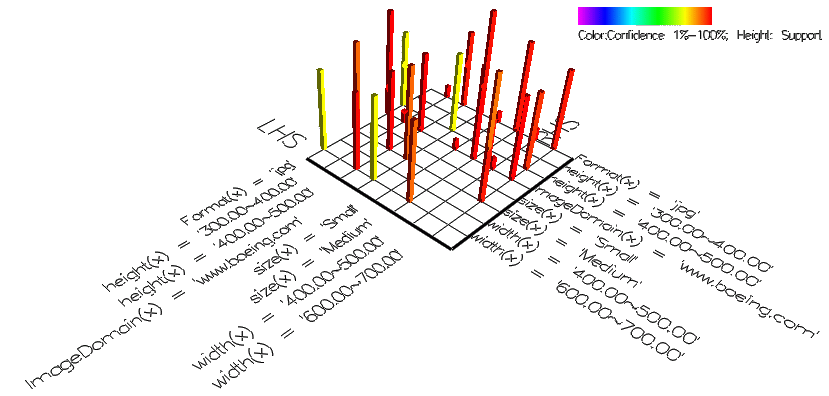 Color:Confidence 1%-100%; Height: Support
LHS
Format(x) = 'jpg'
height(x) = '300.00~400.00'
height(x) = '400.00~500.00'
ImageDomain(x) = 'www.boeing.com'
size(x) = 'Small'
size(x) = 'Medium'
width(x) = '400.00~500.00'
width(x) = '600.00~700.00'
Format(x) = 'jpg'
height(x) = '300.00~400.00'
height(x) = '400.00~500.00'
ImageDomain(x) = 'www.boeing.com'
size(x) = 'Small'
size(x) = 'Medium'
width(x) = '400.00~500.00'
width(x) = '600.00~700.00'